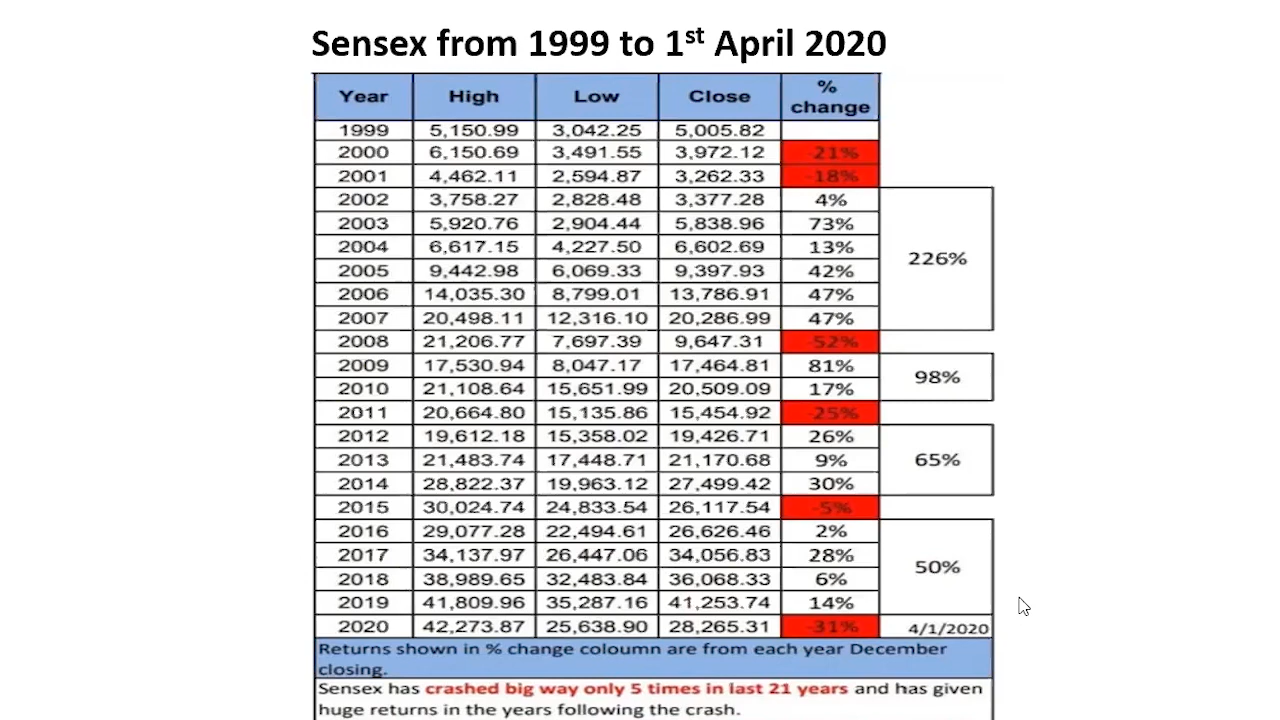 Sensex from 1999 to 1st April 2020
Year High Low Close % change
1999 5,150.99 3,042.25 5,005.82
2000 6,150.69 3,491.55 3,972.12 -21%
2001 4,462.11 2,594.87 3,262.33 -18%
2002 3,758.27 2,828.48 3,377.28 4%
2003 5,920.76 2,904.44 5,838.96 73%
2004 6,617.15 4,227.50 6,602.69 13%
226%
2005 9,442.98 6,069.33 9,397.93 42%
2006 14,035.30 8,799.01 13,786.91 47%
2007 20,498.11 12,316.10 20,286.99 47%
2008 21,206.77 7,697.39 9,647.31 -52%
2009 17,530.94 8,047.17 17,464.81 81%
98%
2010 21,108.64 15,651.99 20,509.09 17%
2011 20,664.80 15,135.86 15,454.92 -25%
2012 19,612.18 15,358.02 19,426.71 26%
2013 21,483.74 17,448.71 21,170.68 9% 65%
2014 28,822.37 19,963.12 27,499.42 30%
2015 30,024.74 24,833.54 26,117.54 -5%
2016 29,077.28 22,494.61 26,626.46 2%
2017 34,137.97 26,447.06 34,056.83 28%
50%
2018 38,989.65 32,483.84 36,068.33 6%
2019 41,809.96 35,287.16 41,253.74 14%
2020 42,273.87 25,638.90 28,265.31 -31% 4/1/2020
Returns shown in % change coloumn are from each year December
closing.
Sensex has crashed big way only 5 times in last 21 years and has given
huge returns in the years following the crash.